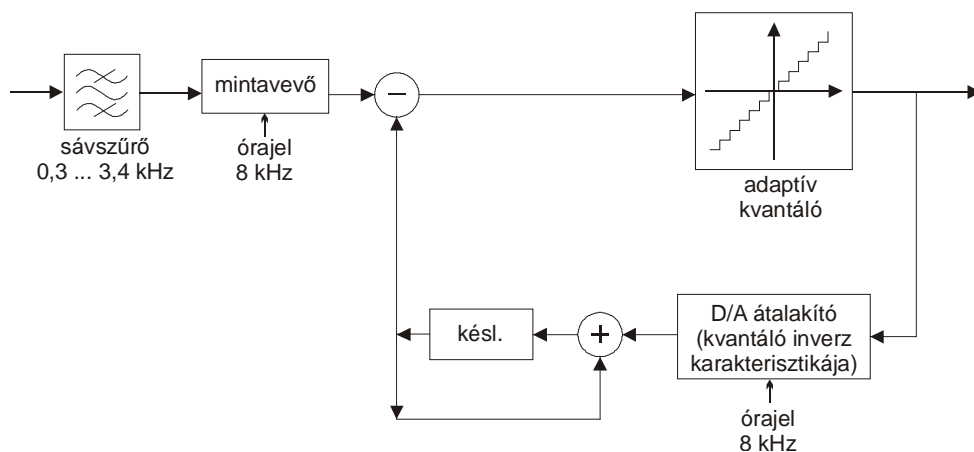 mintavevő
−
sávszűrő
0,3 ... 3,4 kHz
órajel
8 kHz
adaptív
kvantáló
késl.
+
D/A átalakító
(kvantáló inverz
karakterisztikája)
órajel
8 kHz